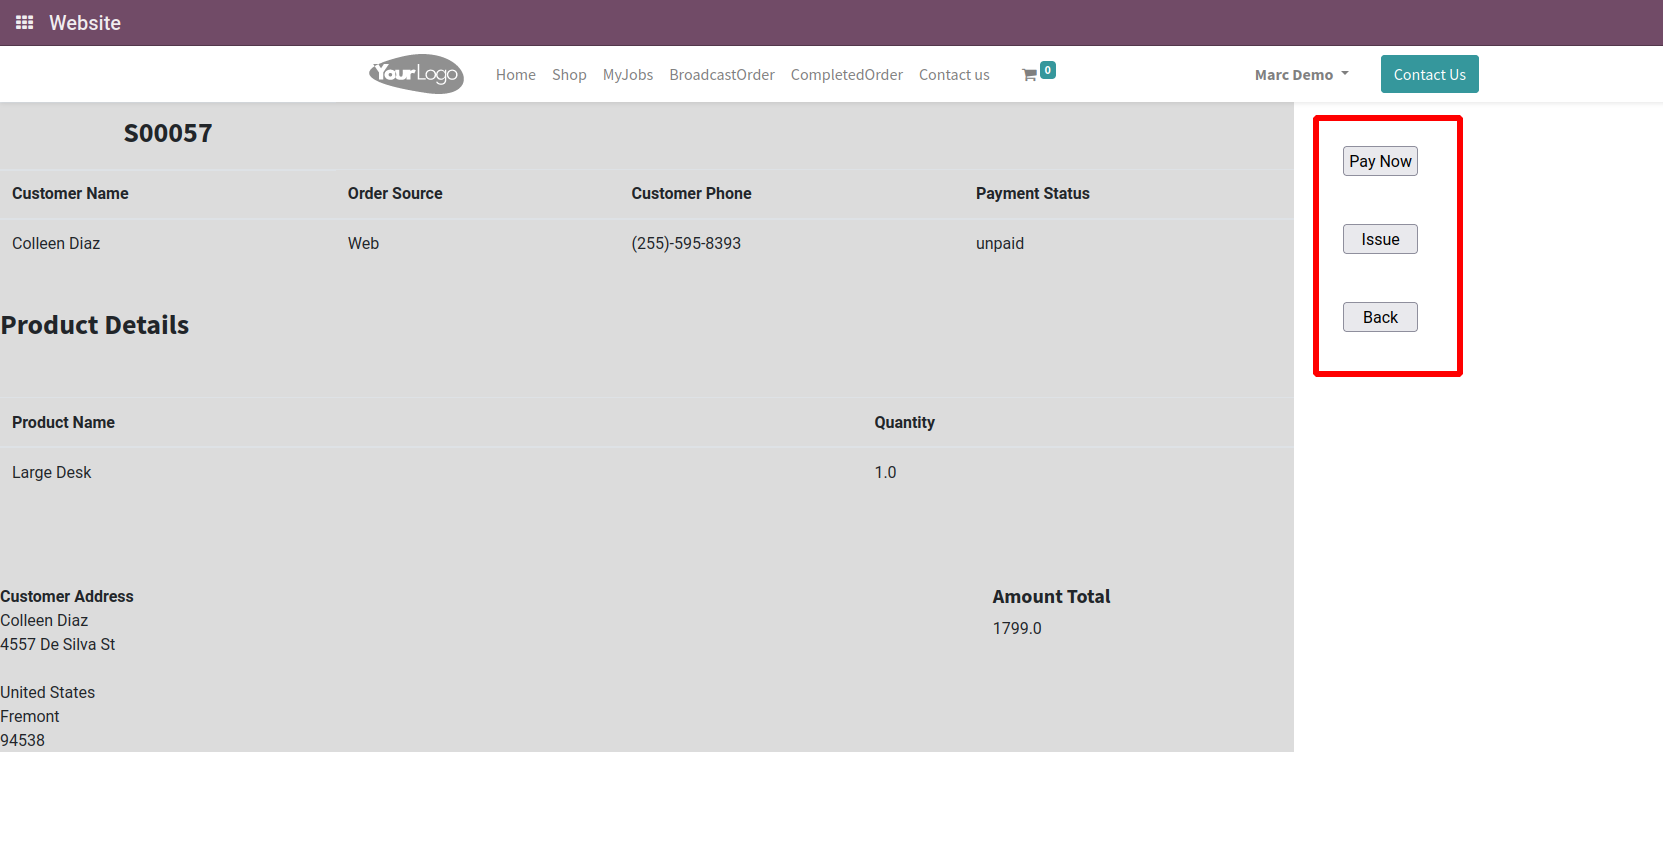 Website
YourLogo Home Shop MyJobs BroadcastOrder CompletedOrder Contact us 0 Marc Demo Contact Us
S00057
Customer Name Order Source Customer Phone Payment Status
Colleen Diaz Web (255)-595-8393 unpaid
Pay Now
Issue
Back
Product Details
Product Name Quantity
Large Desk 1.0
Customer Address
Colleen Diaz
4557 De Silva St
United States
Fremont
94538
Amount Total
1799.0